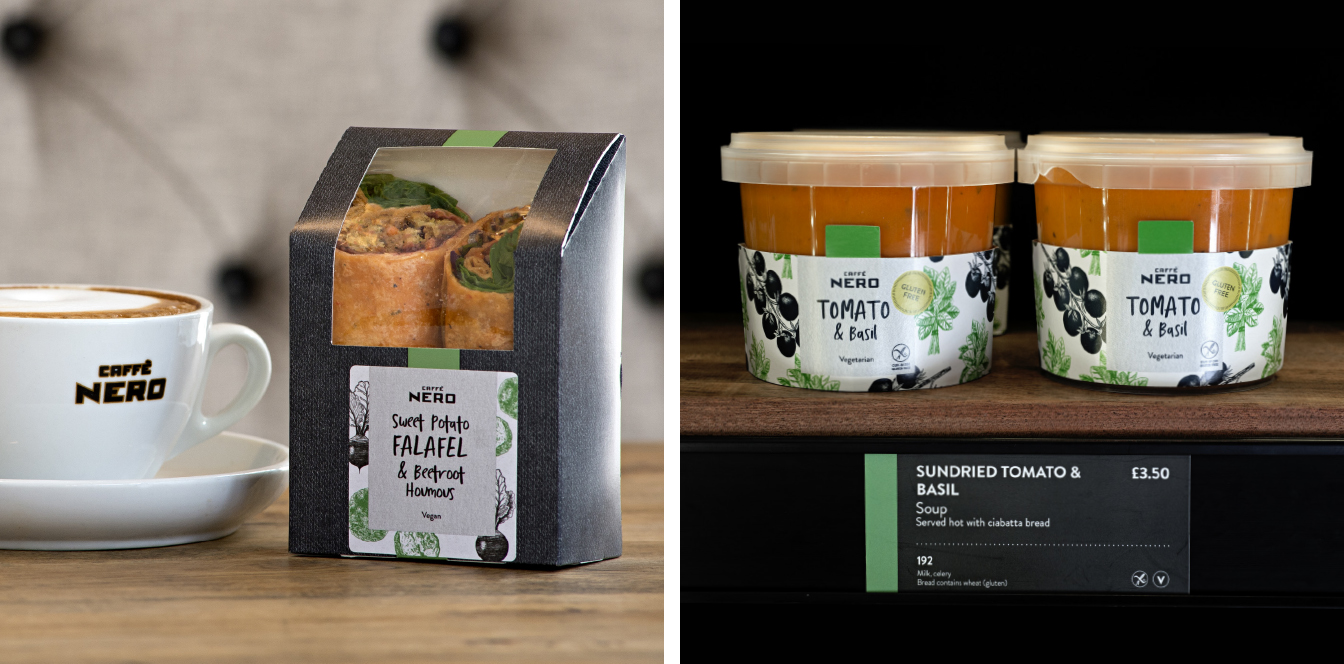 CAFFÈ
NERO
CAFFÈ
NERO
Sweet Potato
FALAFEL
& Beetroot
Houmous
Vegan
CAFFÈ
NERO
GLUTEN
FREE
TOMATO
& Basil
Vegetarian
CAFFÈ
NERO
GLUTEN
FREE
TOMATO
& Basil
Vegetarian
SUNDRIED TOMATO &
BASIL
£3.50
Soup
Served hot with ciabatta bread
192
Milk, celery
Bread contains wheat (gluten)
V